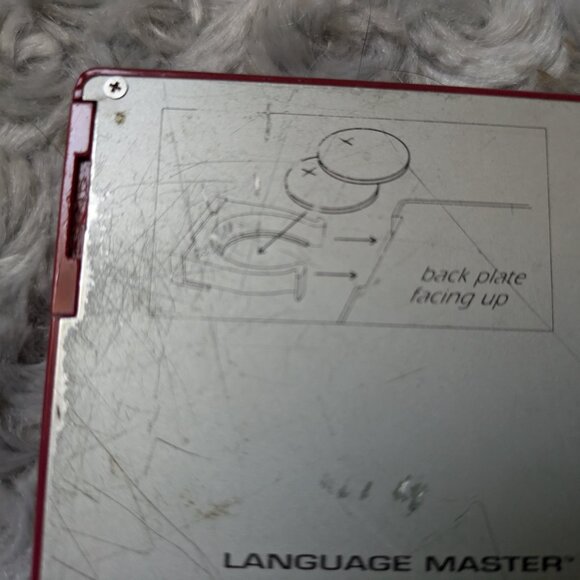 +
+
back plate
facing up
LANGUAGE MASTER™